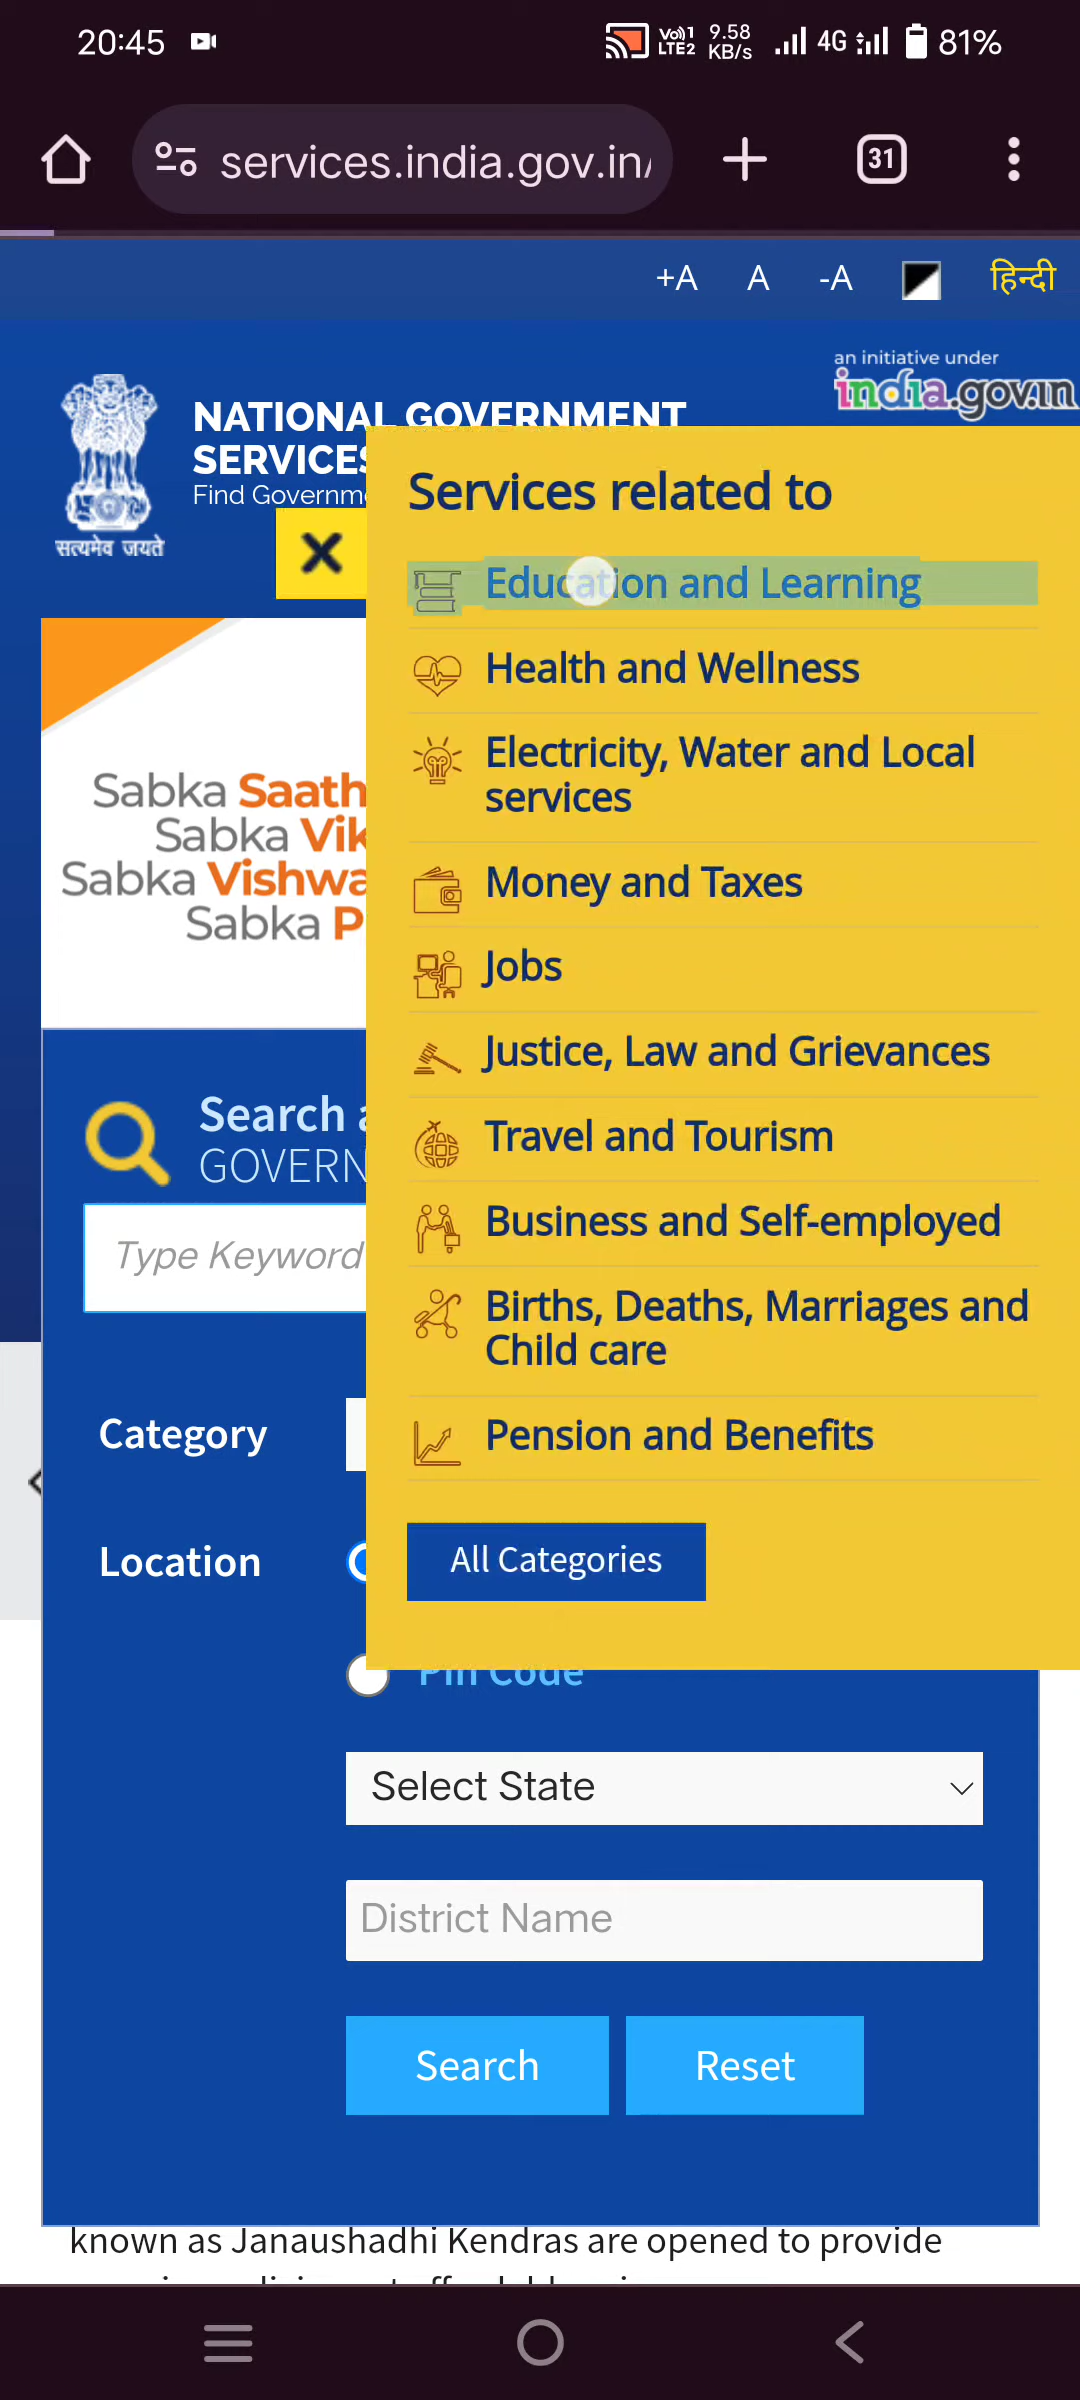 20:45 Vo)) 1 LTE2 9.58 KB/s 4G 81%
services.india.gov.in/ 31
+A A -A हिन्दी
an initiative under
india.gov.in
NATIONAL GOVERNMENT
SERVICES
Find Governm
सत्यमेव जयते
Services related to
Education and Learning
Health and Wellness
Electricity, Water and Local
services
Money and Taxes
Jobs
Justice, Law and Grievances
Travel and Tourism
Business and Self-employed
Births, Deaths, Marriages and
Child care
Pension and Benefits
All Categories
Sabka Saath
Sabka Vik
Sabka Vishwa
Sabka P
Search
GOVERN
Type Keyword
Category
Location
Pin Code
Select State
District Name
Search Reset
known as Janaushadhi Kendras are opened to provide